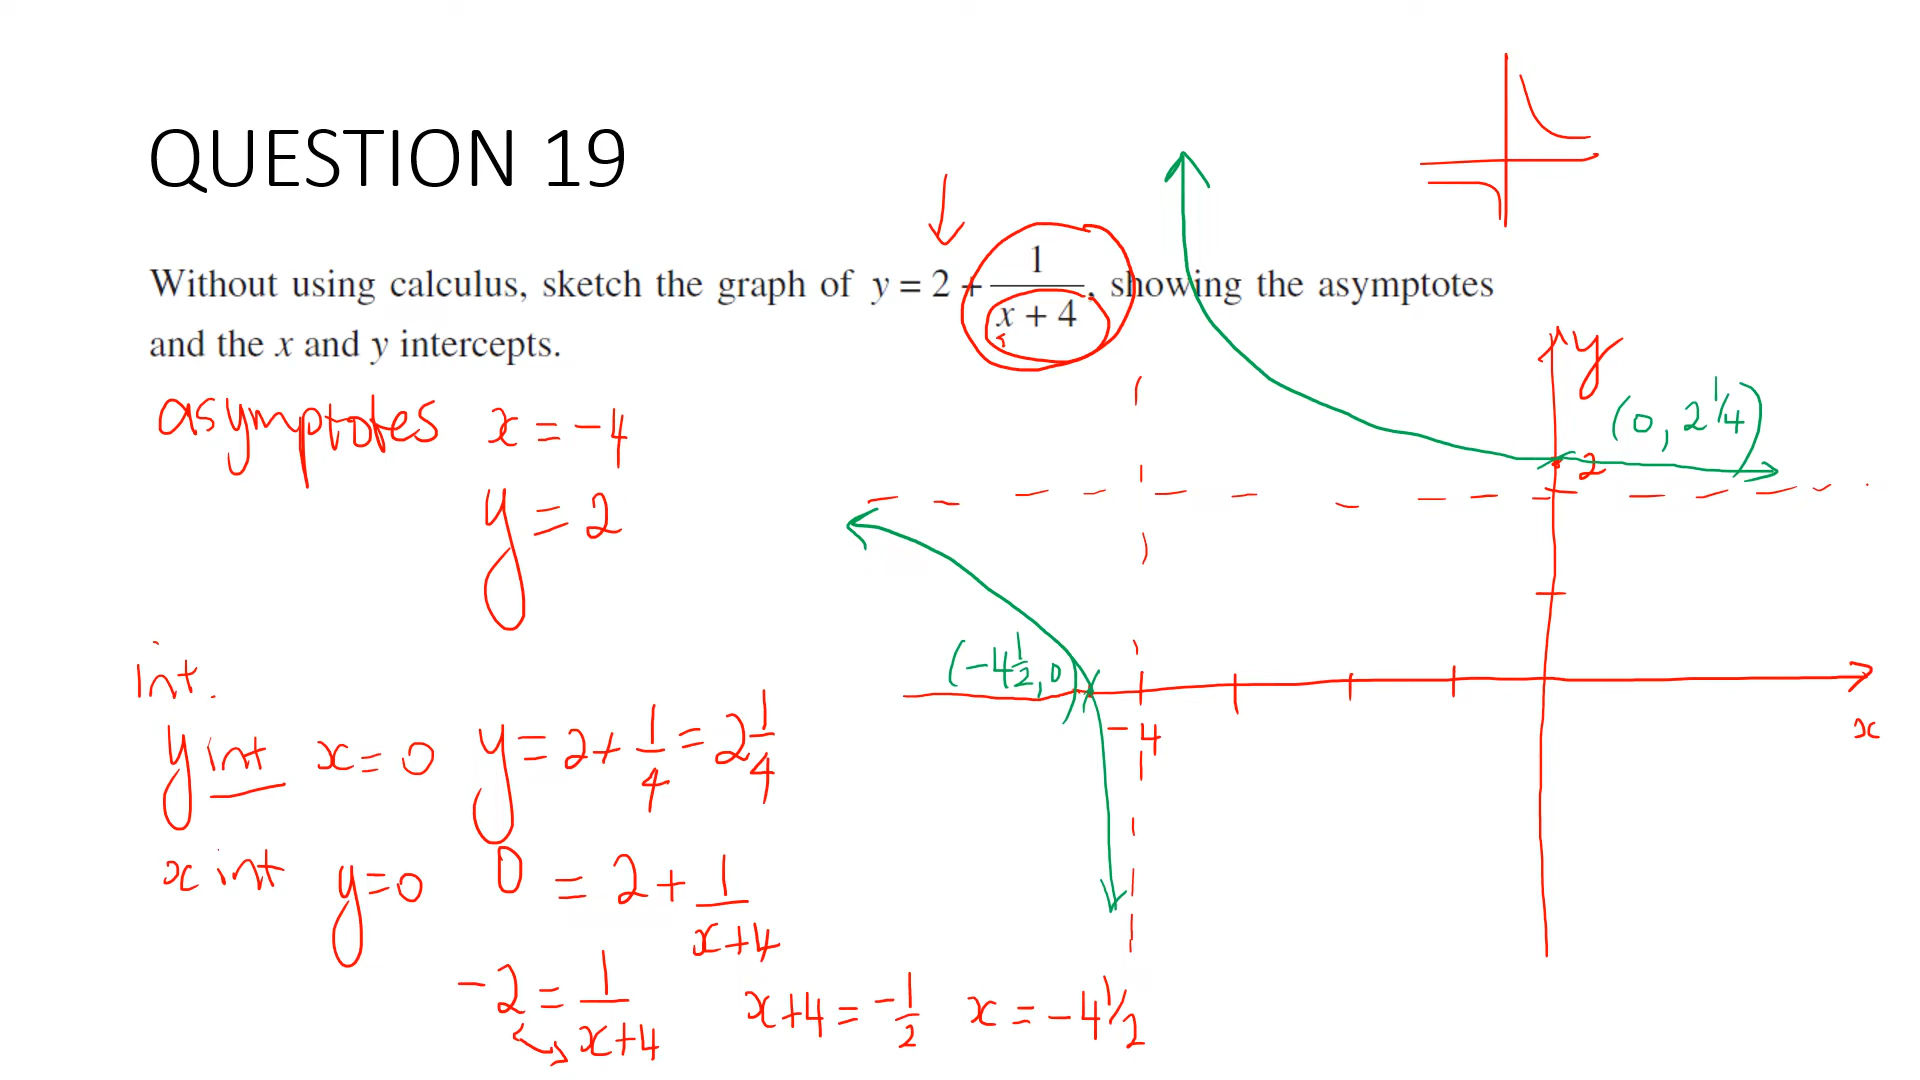 QUESTION 19
Without using calculus, sketch the graph of y = 2 + 1/(x + 4), showing the asymptotes
and the x and y intercepts.
asymptotes x = -4
y = 2
int.
y int x = 0 y = 2 + 1/4 = 2 1/4
x int y = 0 0 = 2 + 1/(x+4)
-2 = 1/(x+4) x+4 = -1/2 x = -4 1/2
y
(0, 2 1/4)
2
(-4 1/2, 0)
-4
x